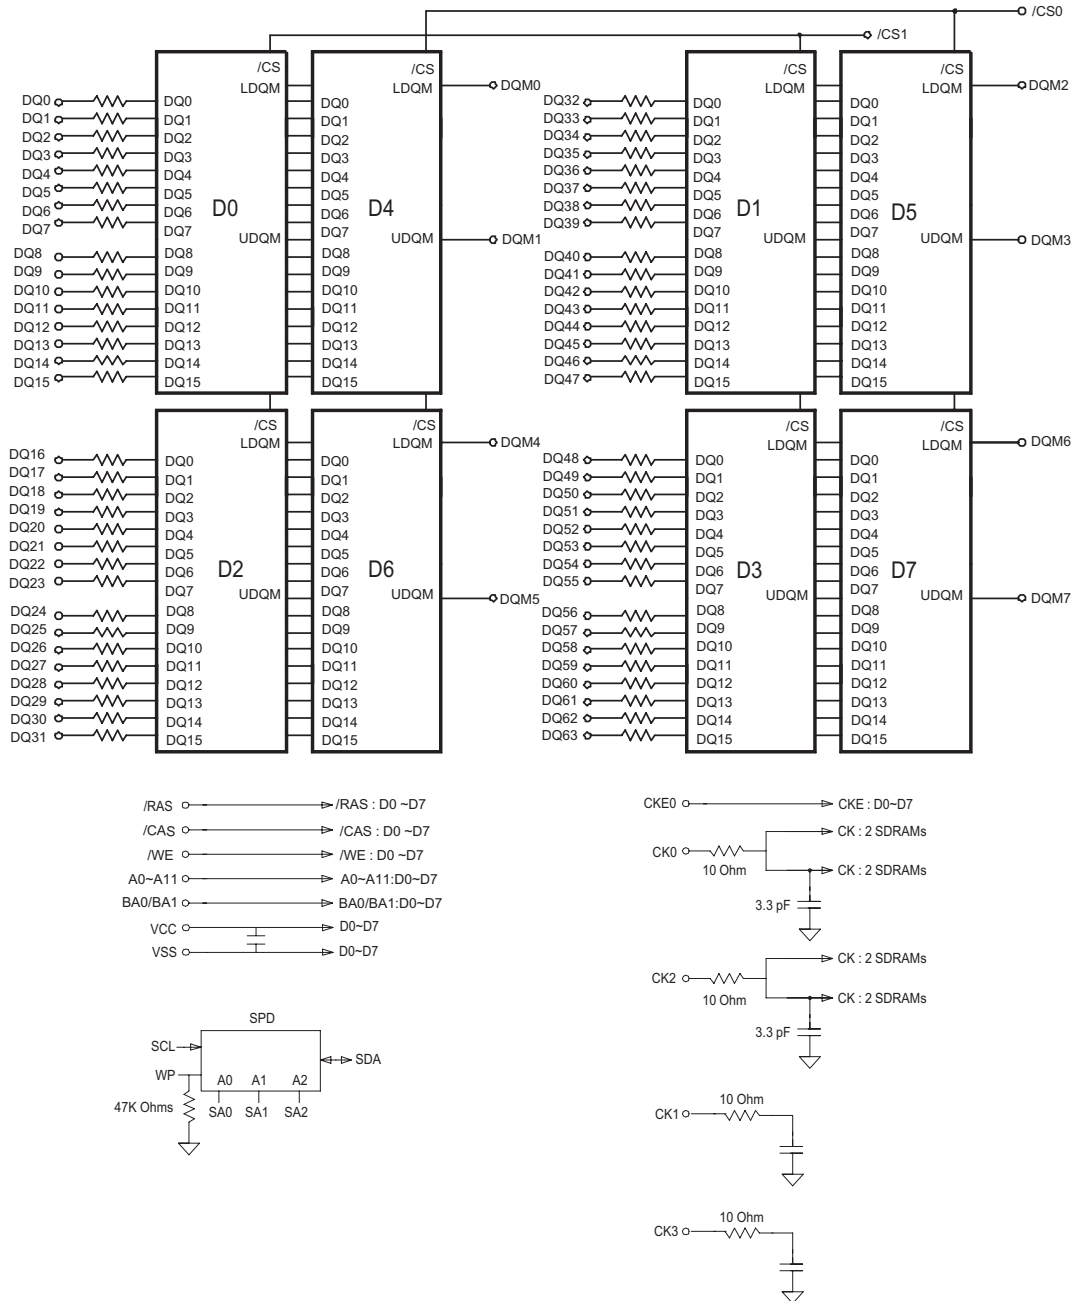 /CS0
/CS1
/CS
LDQM
DQ0
DQ1
DQ2
DQ3
DQ4
DQ5
DQ6
DQ7
UDQM
DQ8
DQ9
DQ10
DQ11
DQ12
DQ13
DQ14
DQ15
D0
DQ0
DQ1
DQ2
DQ3
DQ4
DQ5
DQ6
DQ7
DQ8
DQ9
DQ10
DQ11
DQ12
DQ13
DQ14
DQ15
/CS
LDQM
DQ0
DQ1
DQ2
DQ3
DQ4
DQ5
DQ6
DQ7
UDQM
DQ8
DQ9
DQ10
DQ11
DQ12
DQ13
DQ14
DQ15
D4
DQM0
DQM1
DQ32
DQ33
DQ34
DQ35
DQ36
DQ37
DQ38
DQ39
DQ40
DQ41
DQ42
DQ43
DQ44
DQ45
DQ46
DQ47
/CS
LDQM
DQ0
DQ1
DQ2
DQ3
DQ4
DQ5
DQ6
DQ7
UDQM
DQ8
DQ9
DQ10
DQ11
DQ12
DQ13
DQ14
DQ15
D1
/CS
LDQM
DQ0
DQ1
DQ2
DQ3
DQ4
DQ5
DQ6
DQ7
UDQM
DQ8
DQ9
DQ10
DQ11
DQ12
DQ13
DQ14
DQ15
D5
DQM2
DQM3
DQ16
DQ17
DQ18
DQ19
DQ20
DQ21
DQ22
DQ23
DQ24
DQ25
DQ26
DQ27
DQ28
DQ29
DQ30
DQ31
/CS
LDQM
DQ0
DQ1
DQ2
DQ3
DQ4
DQ5
DQ6
DQ7
UDQM
DQ8
DQ9
DQ10
DQ11
DQ12
DQ13
DQ14
DQ15
D2
/CS
LDQM
DQ0
DQ1
DQ2
DQ3
DQ4
DQ5
DQ6
DQ7
UDQM
DQ8
DQ9
DQ10
DQ11
DQ12
DQ13
DQ14
DQ15
D6
DQM4
DQM5
DQ48
DQ49
DQ50
DQ51
DQ52
DQ53
DQ54
DQ55
DQ56
DQ57
DQ58
DQ59
DQ60
DQ61
DQ62
DQ63
/CS
LDQM
DQ0
DQ1
DQ2
DQ3
DQ4
DQ5
DQ6
DQ7
UDQM
DQ8
DQ9
DQ10
DQ11
DQ12
DQ13
DQ14
DQ15
D3
/CS
LDQM
DQ0
DQ1
DQ2
DQ3
DQ4
DQ5
DQ6
DQ7
UDQM
DQ8
DQ9
DQ10
DQ11
DQ12
DQ13
DQ14
DQ15
D7
DQM6
DQM7
/RAS /RAS : D0 ~D7
/CAS /CAS : D0 ~D7
/WE /WE : D0 ~D7
A0~A11 A0~A11:D0~D7
BA0/BA1 BA0/BA1:D0~D7
VCC D0~D7
VSS D0~D7
SPD
SCL
SDA
WP
A0 A1 A2
47K Ohms
SA0 SA1 SA2
CKE0 CKE : D0~D7
CK : 2 SDRAMs
CK0
10 Ohm
CK : 2 SDRAMs
3.3 pF
CK : 2 SDRAMs
CK2
10 Ohm
CK : 2 SDRAMs
3.3 pF
10 Ohm
CK1
10 Ohm
CK3